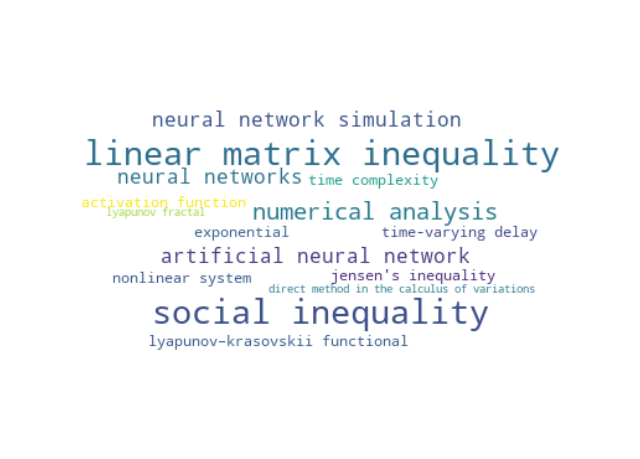 neural network simulation
linear matrix inequality
neural networks
time complexity
activation function
lyapunov fractal
numerical analysis
exponential
time-varying delay
artificial neural network
nonlinear system
jensen's inequality
direct method in the calculus of variations
social inequality
lyapunov–krasovskii functional